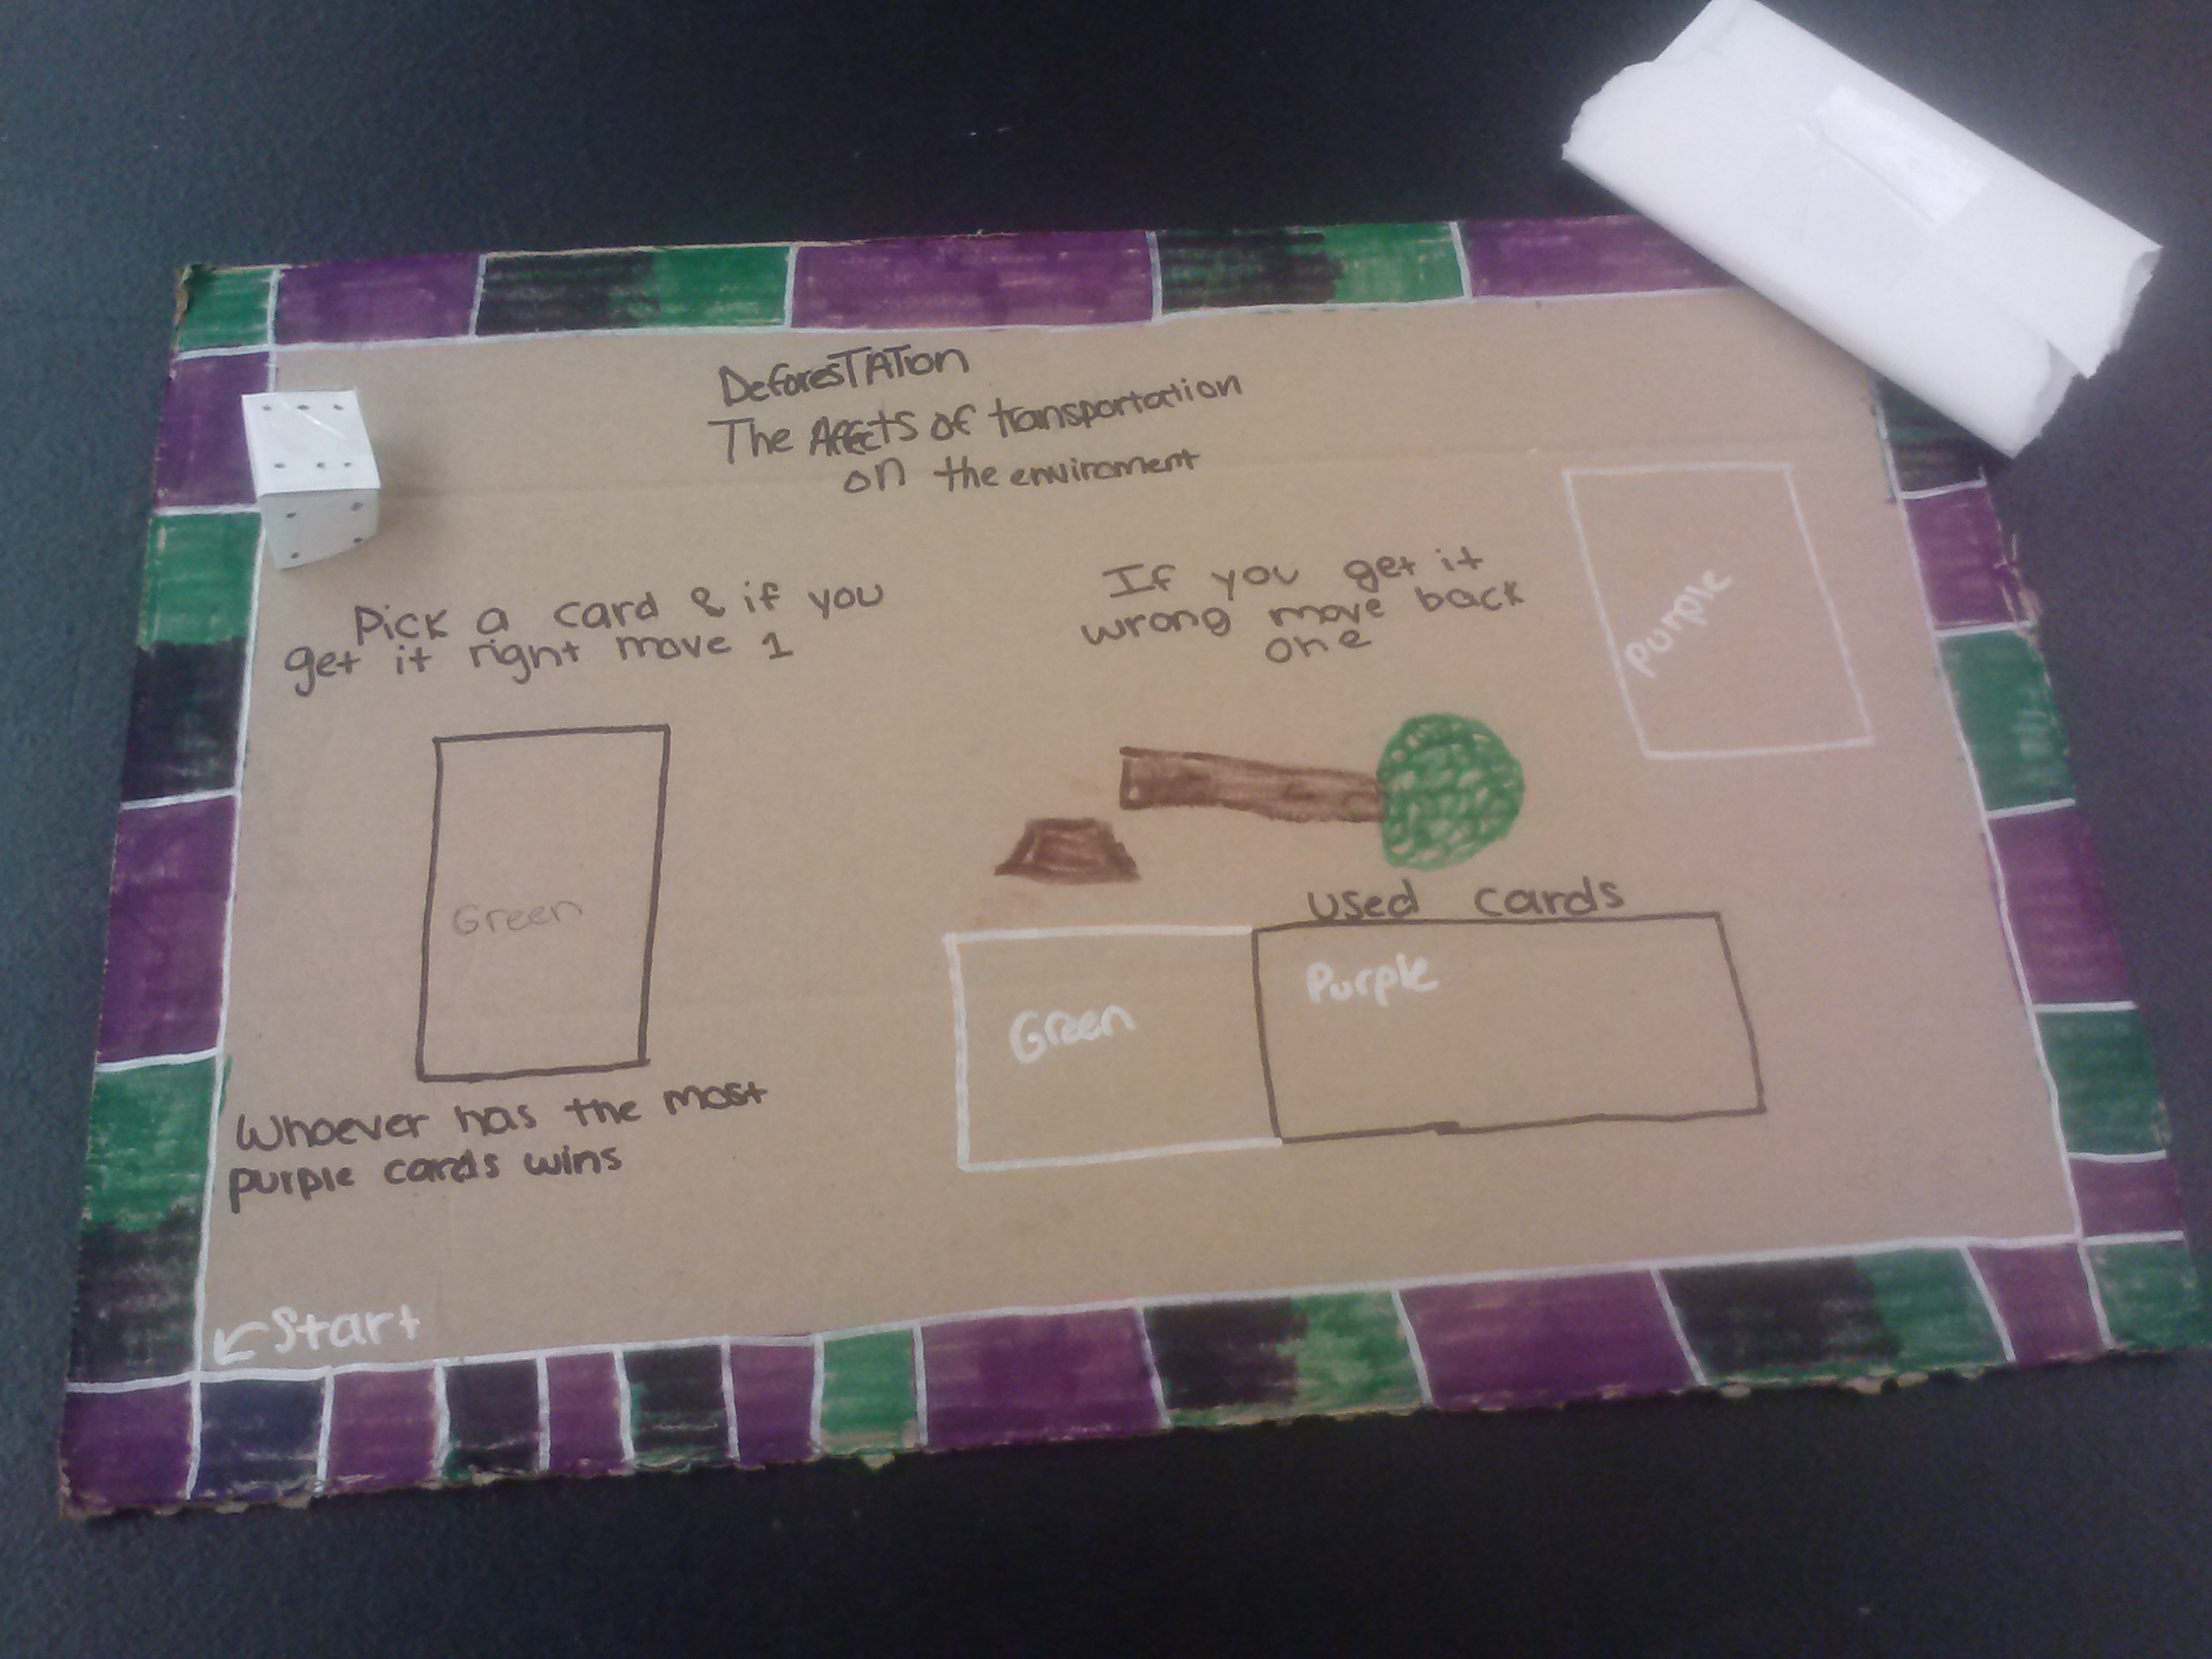 DeforesTATion
The Affects of transportation
on the enviroment
Pick a card & if you
get it right move 1
If you get it
wrong move back
one
Purple
Green
used cards
Green
Purple
Whoever has the most
purple cards wins
Start